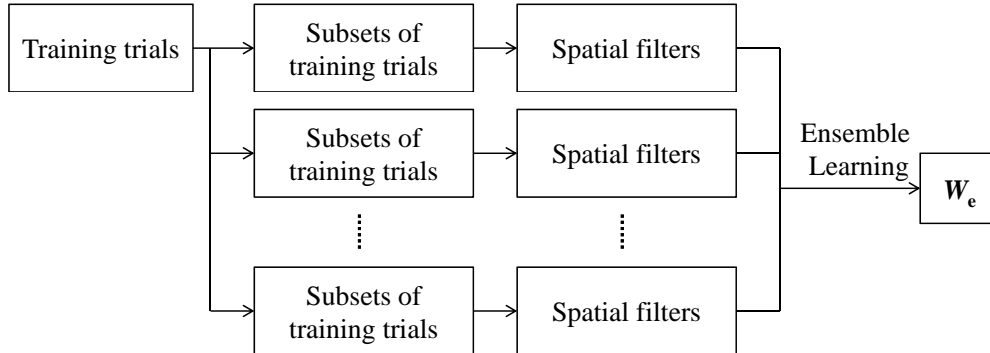 Training trials
Subsets of
training trials
Spatial filters
Subsets of
training trials
Spatial filters
Ensemble
Learning
W_e
Subsets of
training trials
Spatial filters